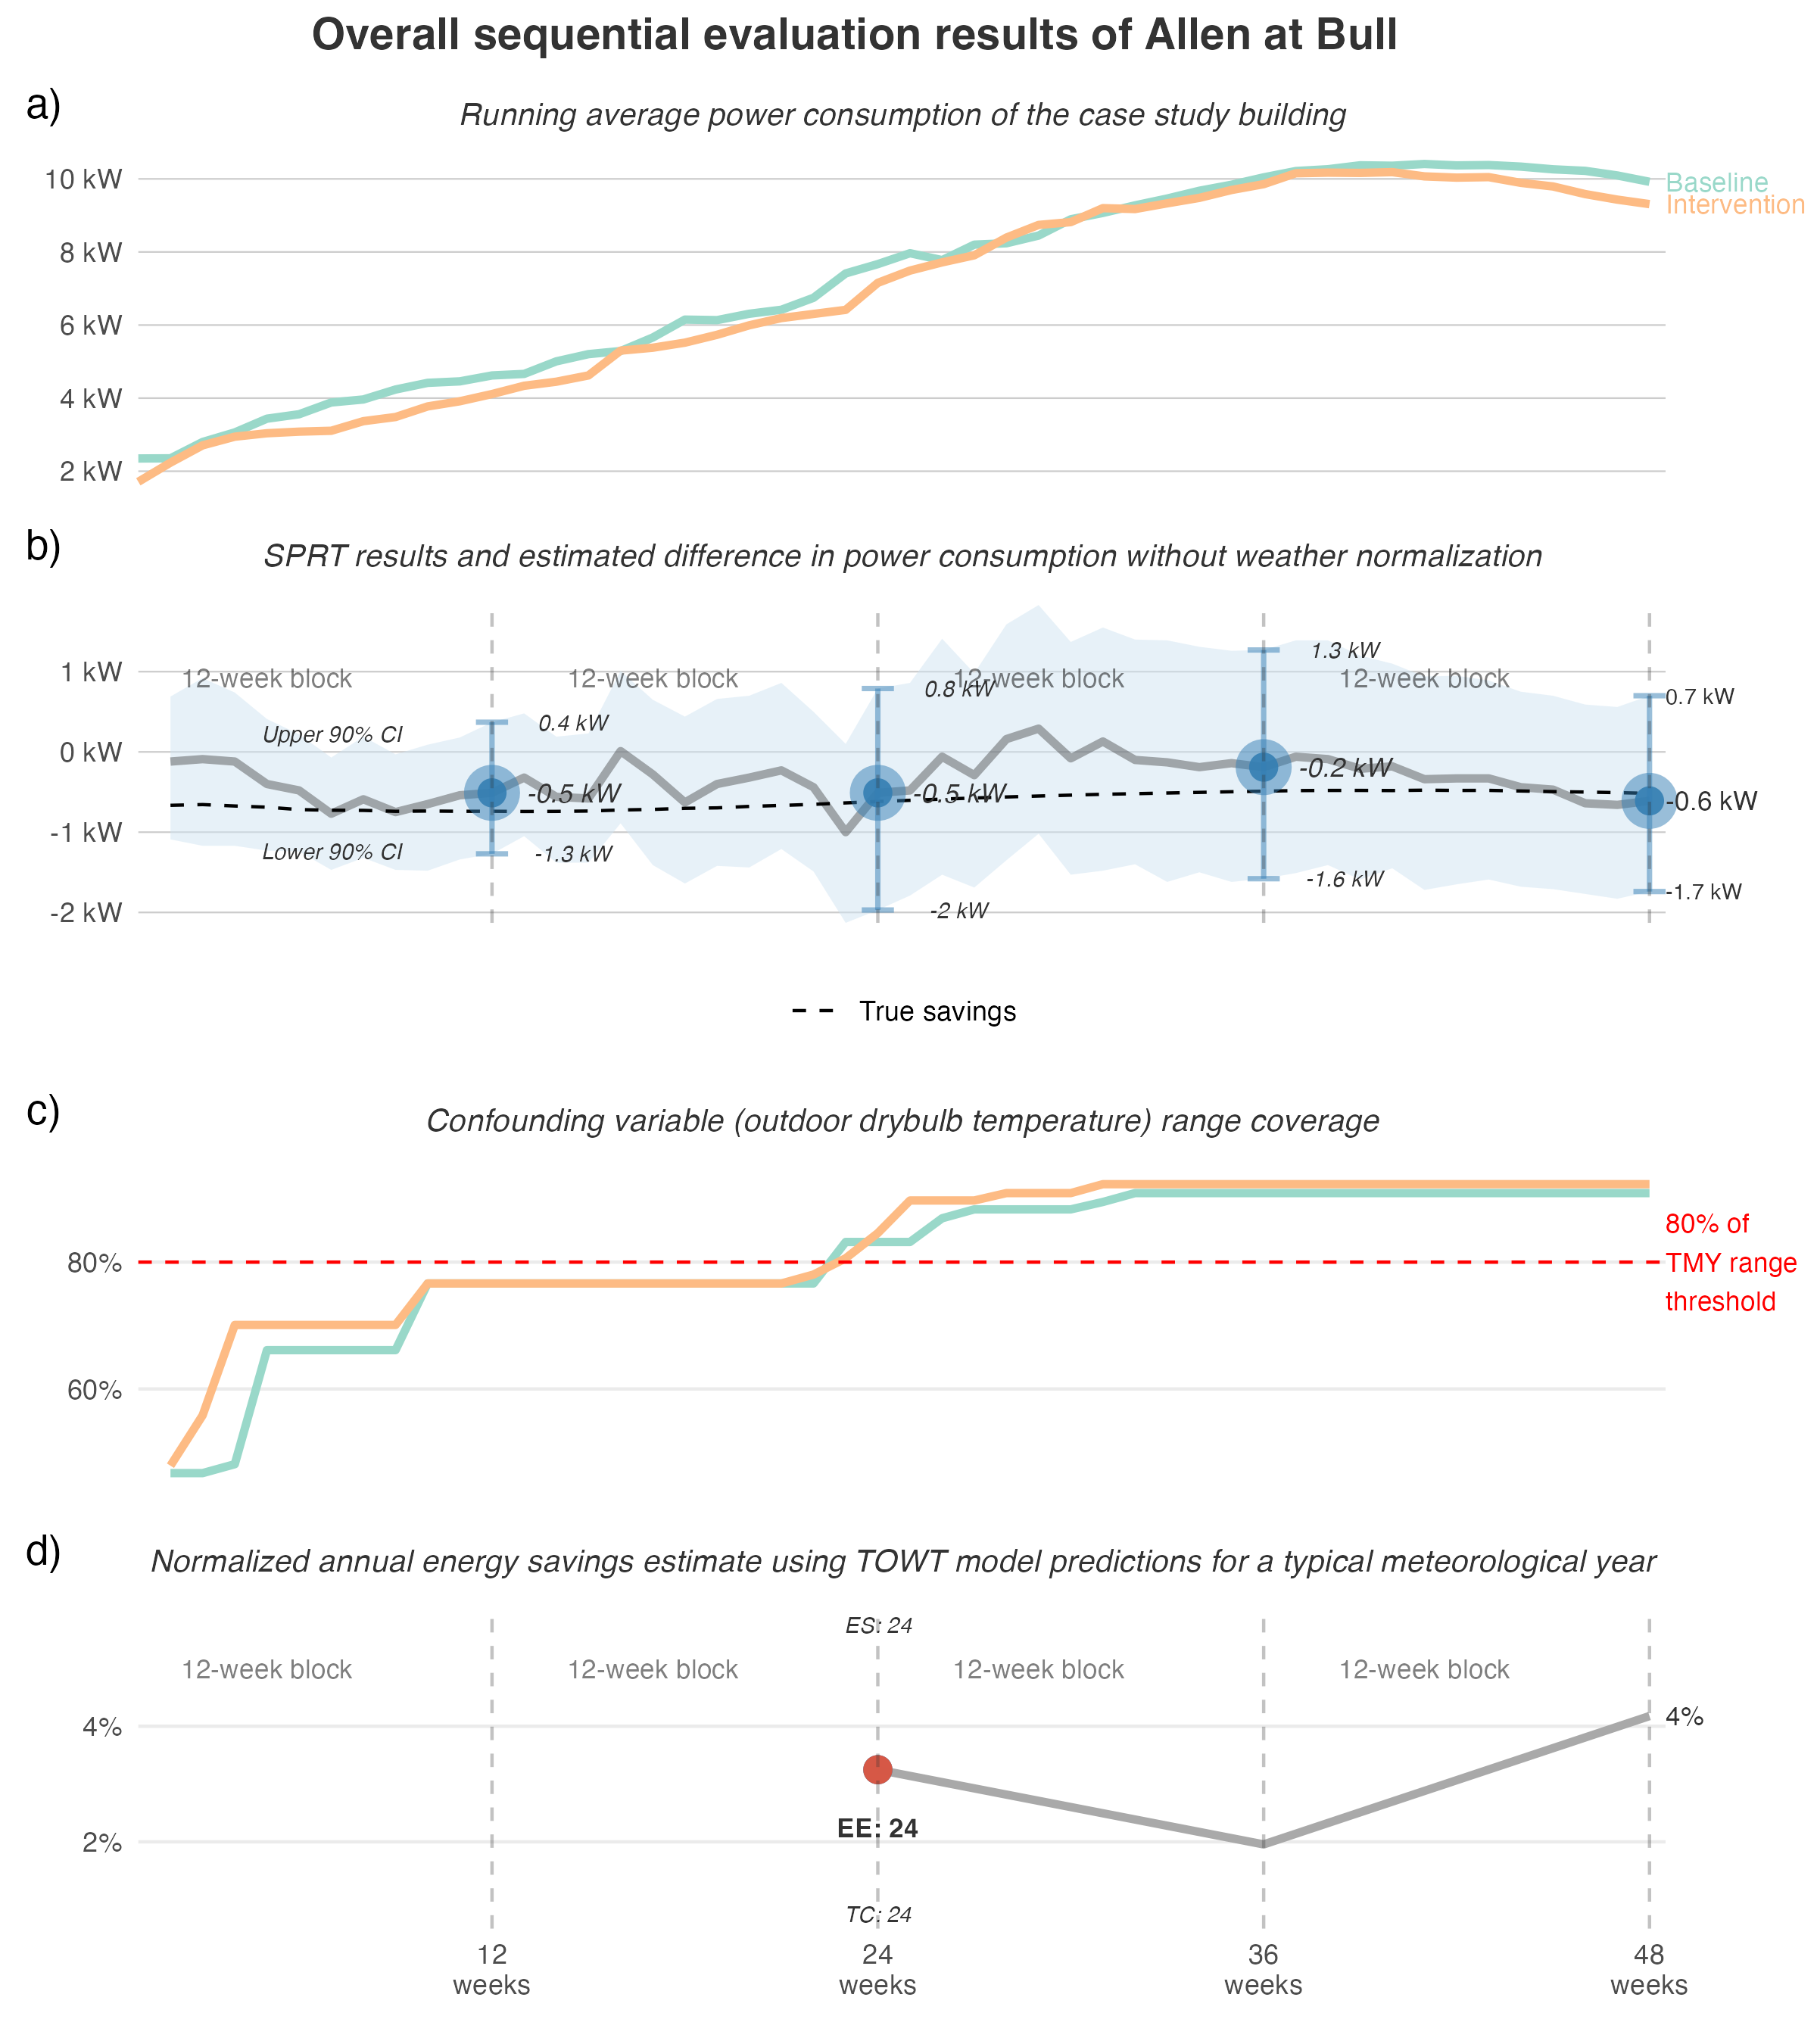 Overall sequential evaluation results of Allen at Bull
a)
Running average power consumption of the case study building
10 kW
8 kW
6 kW
4 kW
2 kW
Baseline
Intervention
b)
SPRT results and estimated difference in power consumption without weather normalization
1 kW
0 kW
-1 kW
-2 kW
12-week block
12-week block
12-week block
12-week block
Upper 90% CI
Lower 90% CI
0.4 kW
-0.5 kW
-1.3 kW
0.8 kW
-0.5 kW
-2 kW
1.3 kW
-0.2 kW
-1.6 kW
0.7 kW
-0.6 kW
-1.7 kW
True savings
c)
Confounding variable (outdoor drybulb temperature) range coverage
80%
60%
80% of
TMY range
threshold
d)
Normalized annual energy savings estimate using TOWT model predictions for a typical meteorological year
ES: 24
12-week block
12-week block
12-week block
12-week block
4%
2%
4%
EE: 24
TC: 24
12
weeks
24
weeks
36
weeks
48
weeks